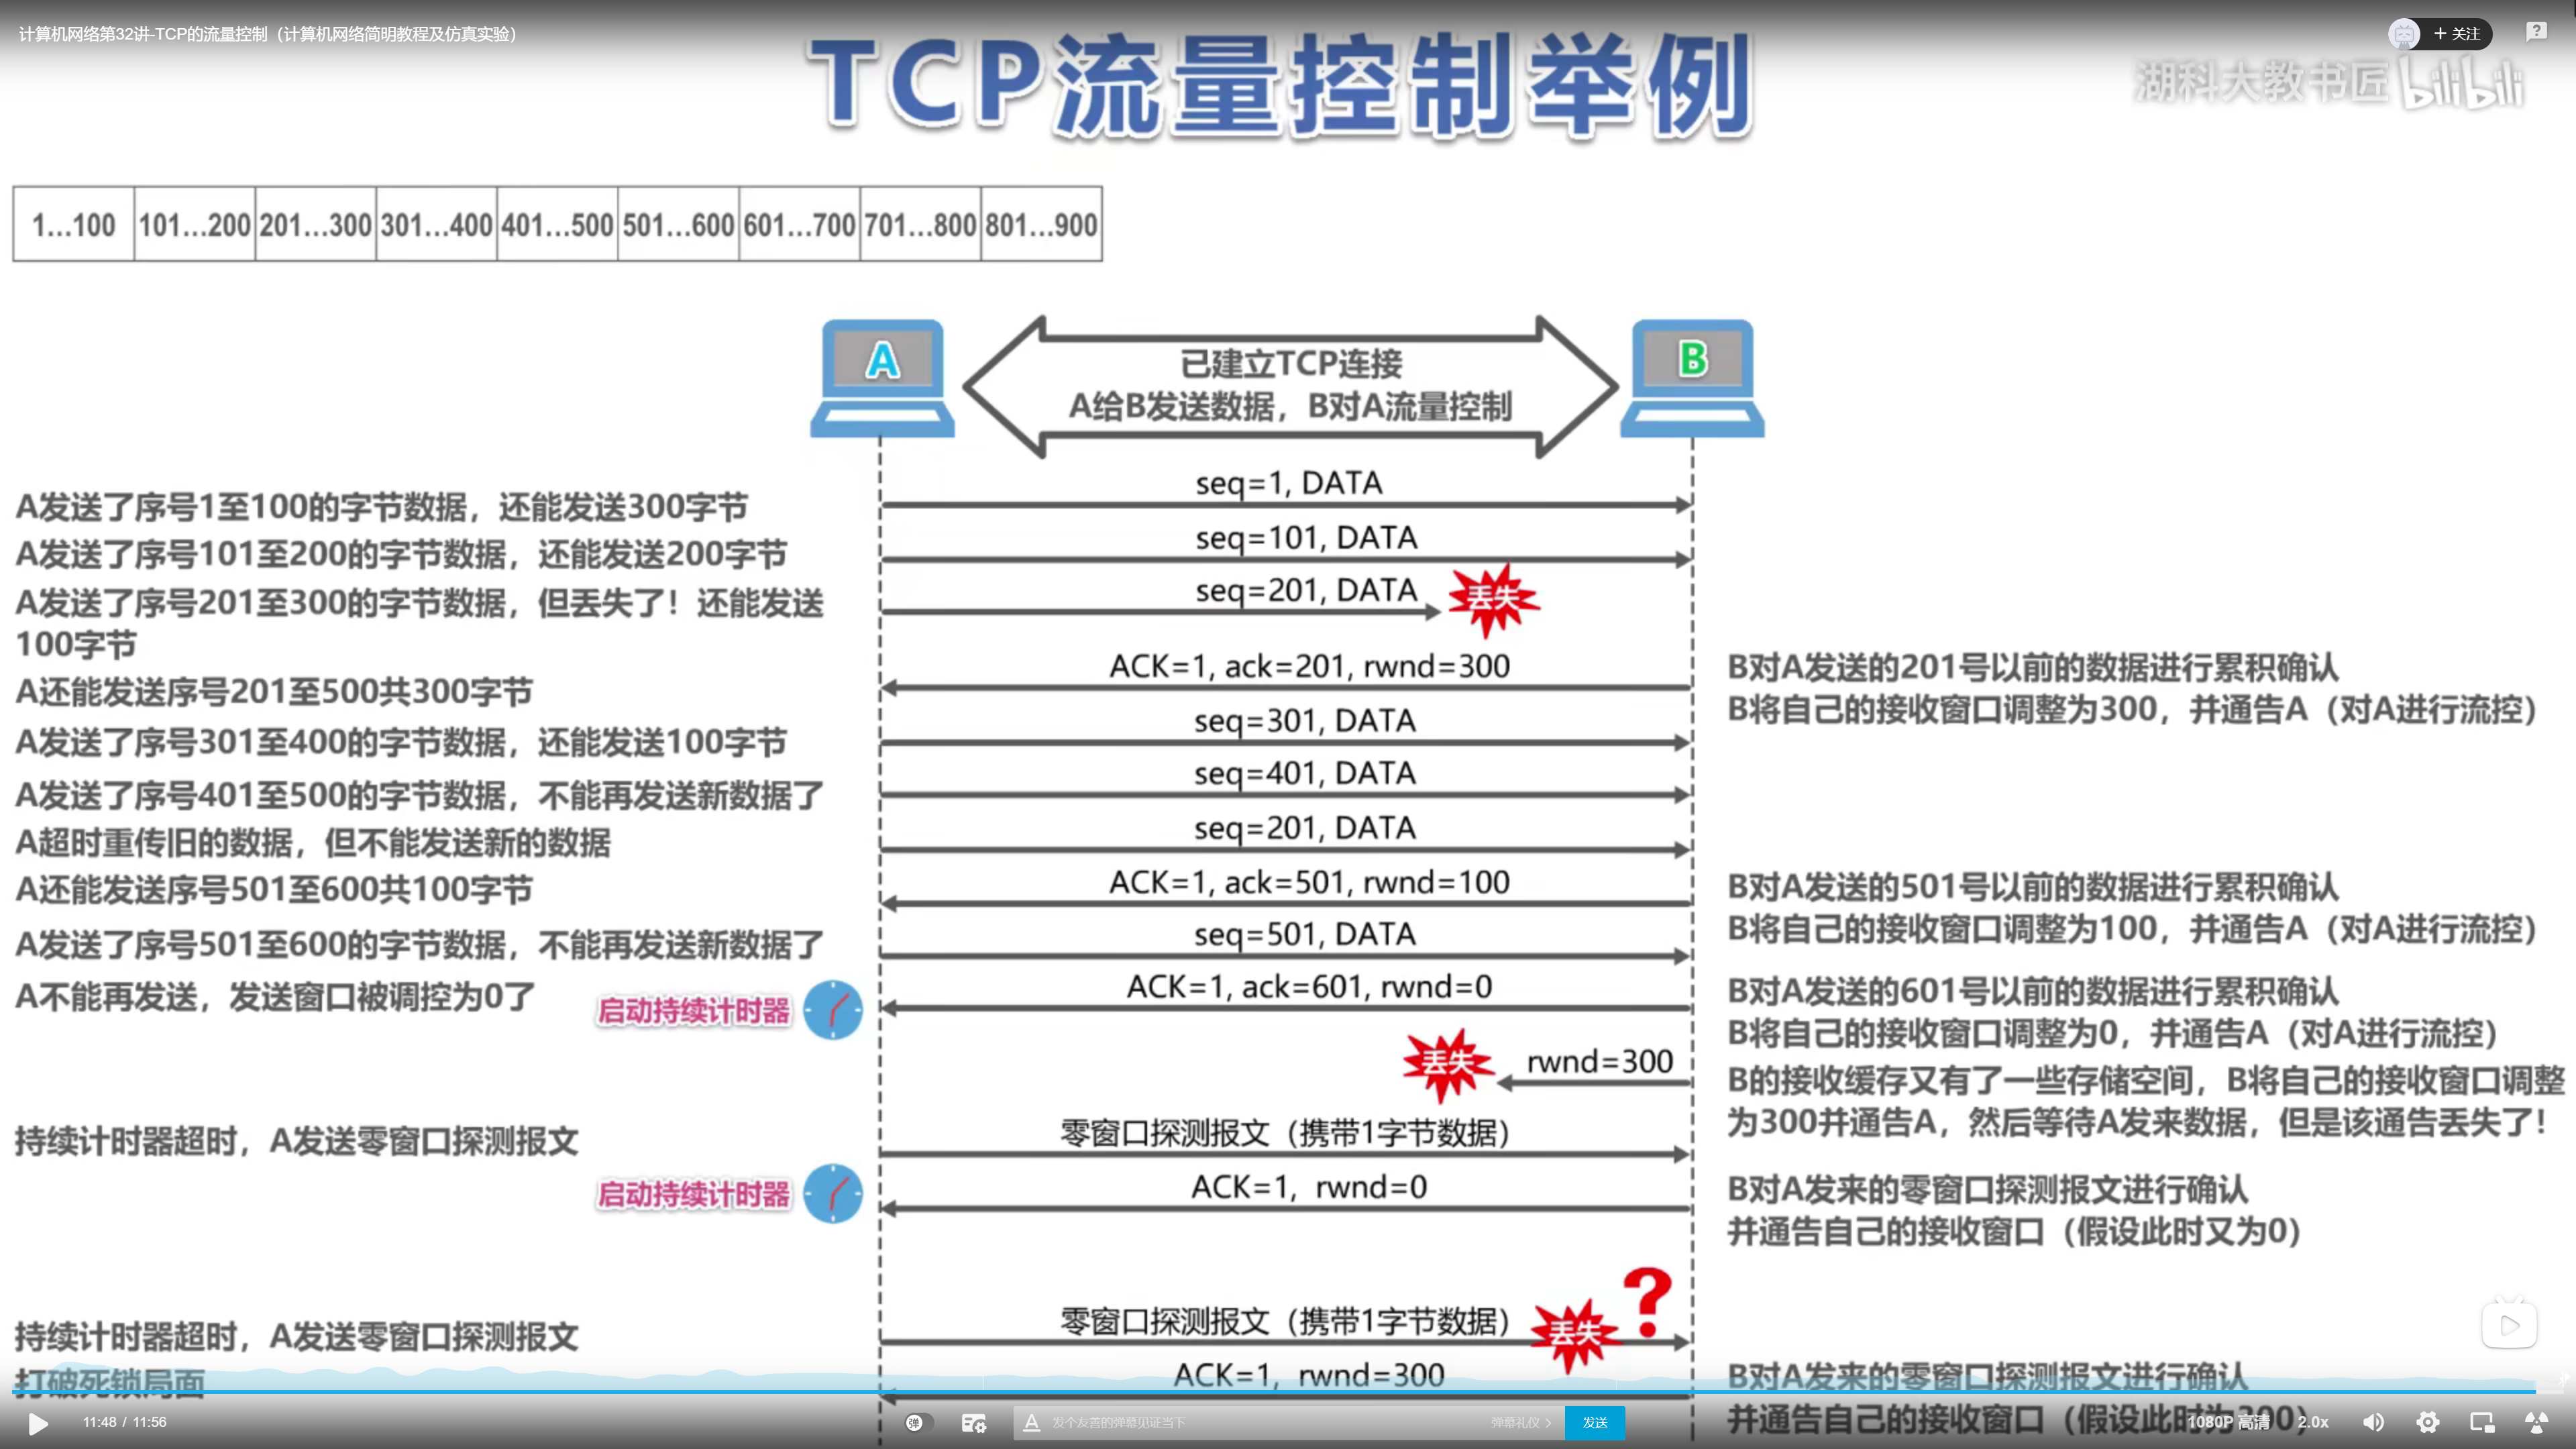 计算机网络第32讲-TCP的流量控制（计算机网络简明教程及仿真实验）
+ 关注
TCP流量控制举例
湖科大教书匠 bilibili
1…100 101…200 201…300 301…400 401…500 501…600 601…700 701…800 801…900
A
B
已建立TCP连接
A给B发送数据，B对A流量控制
seq=1, DATA
A发送了序号1至100的字节数据，还能发送300字节
seq=101, DATA
A发送了序号101至200的字节数据，还能发送200字节
seq=201, DATA
丢失
A发送了序号201至300的字节数据，但丢失了！还能发送
100字节
ACK=1, ack=201, rwnd=300
B对A发送的201号以前的数据进行累积确认
A还能发送序号201至500共300字节
B将自己的接收窗口调整为300，并通告A（对A进行流控）
seq=301, DATA
A发送了序号301至400的字节数据，还能发送100字节
seq=401, DATA
A发送了序号401至500的字节数据，不能再发送新数据了
seq=201, DATA
A超时重传旧的数据，但不能发送新的数据
ACK=1, ack=501, rwnd=100
A还能发送序号501至600共100字节
B对A发送的501号以前的数据进行累积确认
B将自己的接收窗口调整为100，并通告A（对A进行流控）
seq=501, DATA
A发送了序号501至600的字节数据，不能再发送新数据了
ACK=1, ack=601, rwnd=0
A不能再发送，发送窗口被调控为0了
启动持续计时器
B对A发送的601号以前的数据进行累积确认
B将自己的接收窗口调整为0，并通告A（对A进行流控）
丢失
rwnd=300
B的接收缓存又有了一些存储空间，B将自己的接收窗口调整
为300并通告A，然后等待A发来数据，但是该通告丢失了！
零窗口探测报文（携带1字节数据）
持续计时器超时，A发送零窗口探测报文
ACK=1, rwnd=0
启动持续计时器
B对A发来的零窗口探测报文进行确认
并通告自己的接收窗口（假设此时又为0）
零窗口探测报文（携带1字节数据）
丢失
?
持续计时器超时，A发送零窗口探测报文
ACK=1, rwnd=300
打破死锁局面
B对A发来的零窗口探测报文进行确认
并通告自己的接收窗口（假设此时为300）
11:48 / 11:56
弹
A
发个友善的弹幕见证当下
弹幕礼仪 >
发送
1080P 高清
2.0x